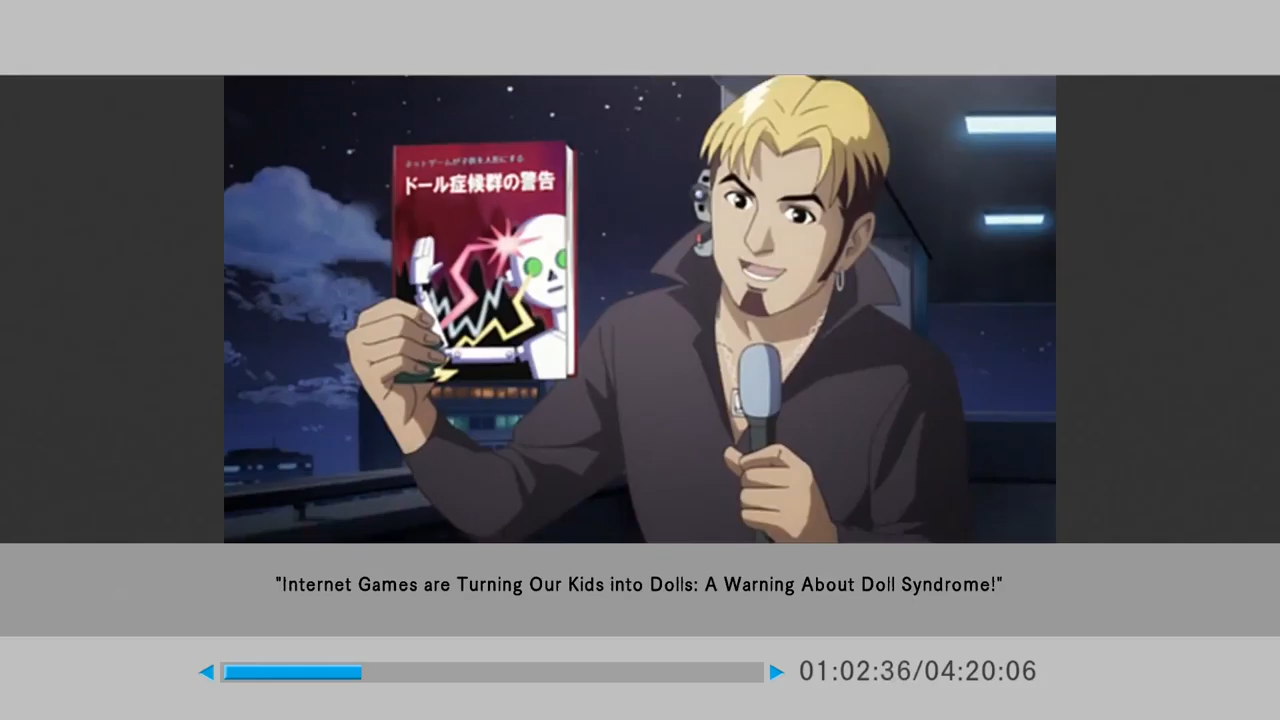 ネットゲームが子供を人形にする
ドール症候群の警告
"Internet Games are Turning Our Kids into Dolls: A Warning About Doll Syndrome!"
01:02:36/04:20:06